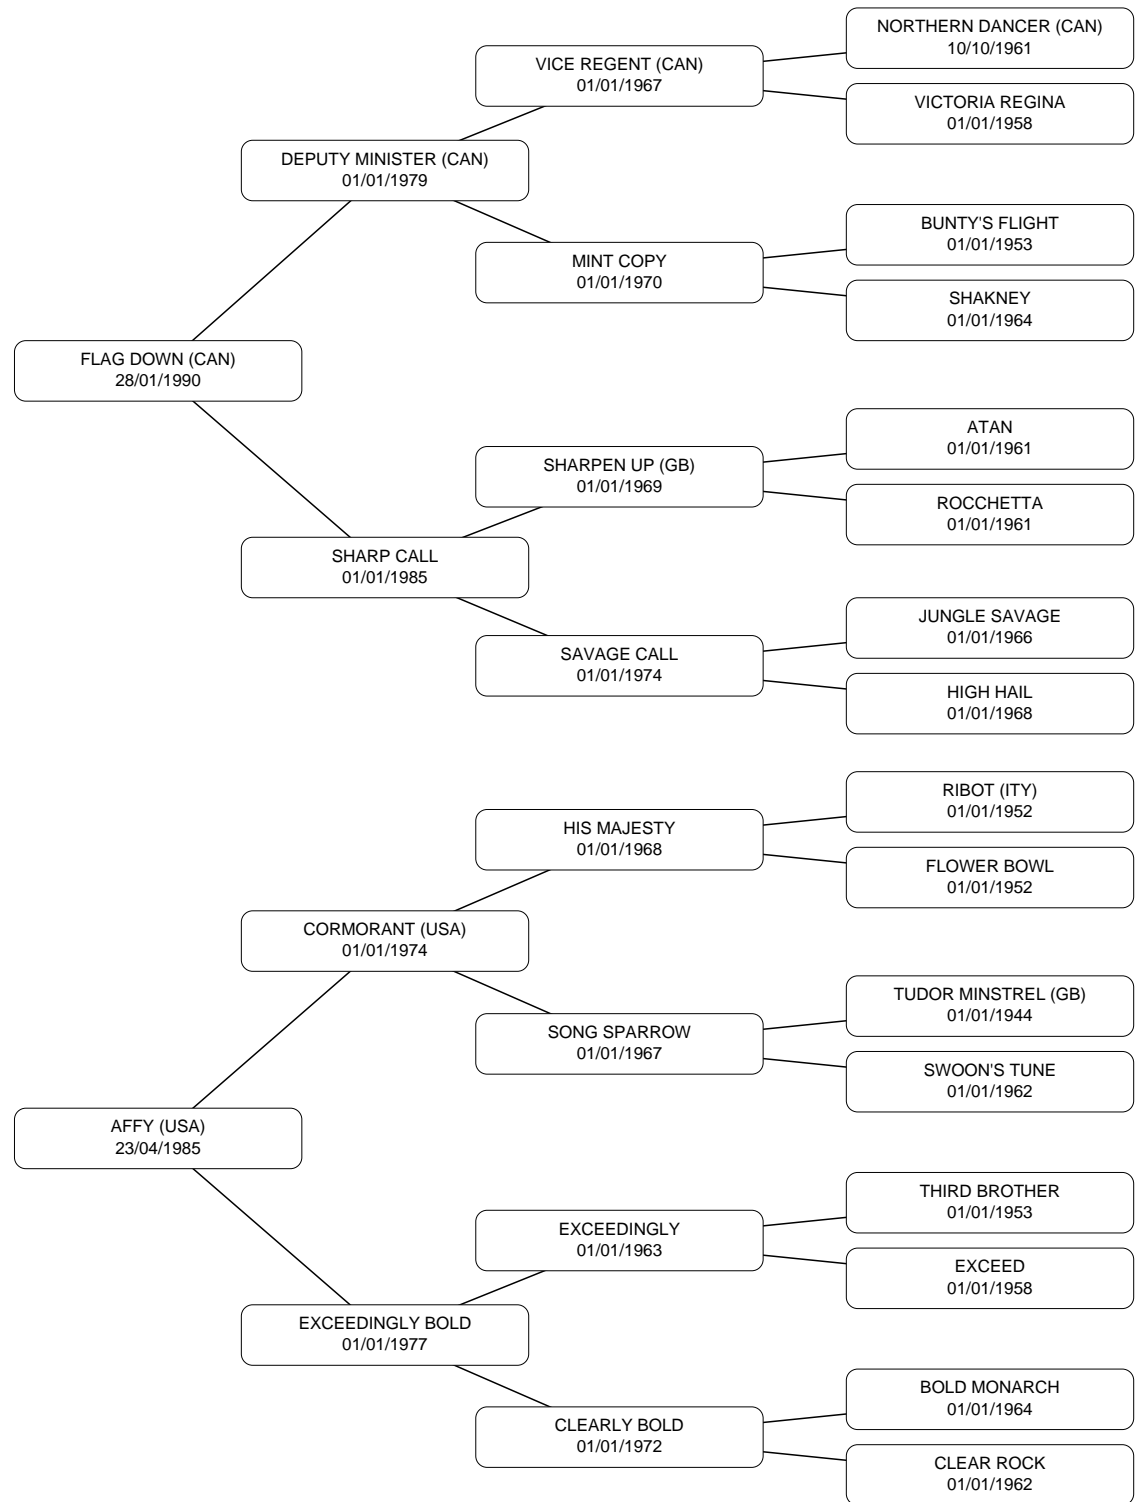 NORTHERN DANCER (CAN)
10/10/1961
VICE REGENT (CAN)
01/01/1967
VICTORIA REGINA
01/01/1958
DEPUTY MINISTER (CAN)
01/01/1979
BUNTY'S FLIGHT
01/01/1953
MINT COPY
01/01/1970
SHAKNEY
01/01/1964
FLAG DOWN (CAN)
28/01/1990
ATAN
01/01/1961
SHARPEN UP (GB)
01/01/1969
ROCCHETTA
01/01/1961
SHARP CALL
01/01/1985
JUNGLE SAVAGE
01/01/1966
SAVAGE CALL
01/01/1974
HIGH HAIL
01/01/1968
RIBOT (ITY)
01/01/1952
HIS MAJESTY
01/01/1968
FLOWER BOWL
01/01/1952
CORMORANT (USA)
01/01/1974
TUDOR MINSTREL (GB)
01/01/1944
SONG SPARROW
01/01/1967
SWOON'S TUNE
01/01/1962
AFFY (USA)
23/04/1985
THIRD BROTHER
01/01/1953
EXCEEDINGLY
01/01/1963
EXCEED
01/01/1958
EXCEEDINGLY BOLD
01/01/1977
BOLD MONARCH
01/01/1964
CLEARLY BOLD
01/01/1972
CLEAR ROCK
01/01/1962